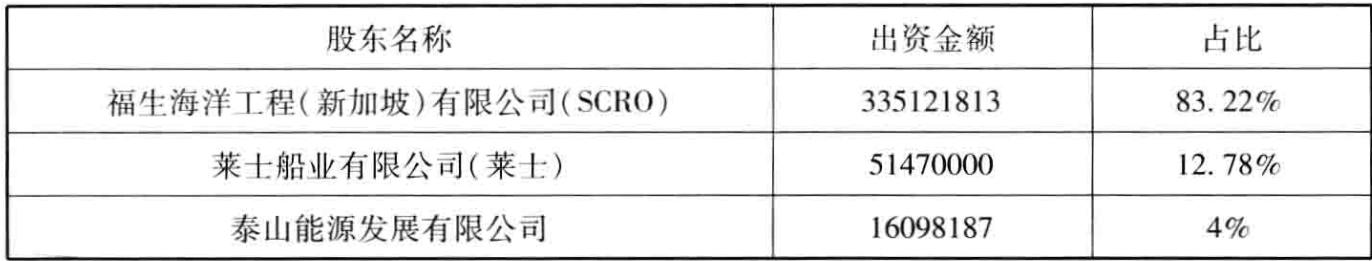 股东名称 出资金额 占比
福生海洋工程(新加坡)有限公司(SCRO) 335121813 83.22%
莱士船业有限公司(莱士) 51470000 12.78%
泰山能源发展有限公司 16098187 4%